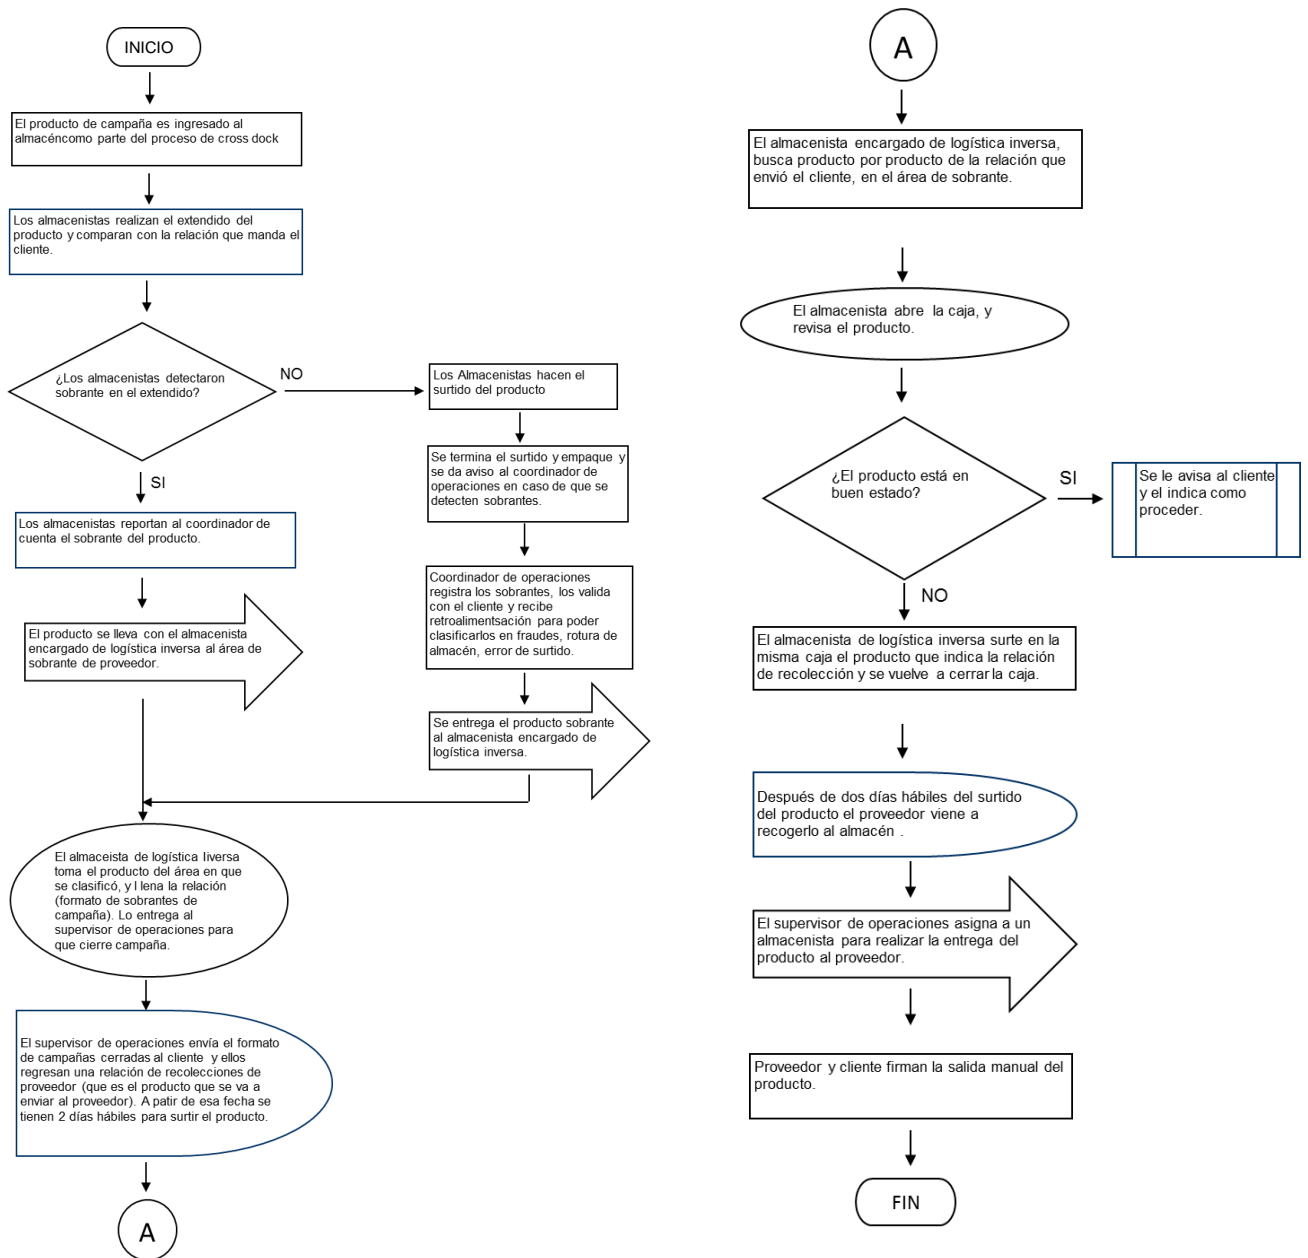 INICIO
El producto de campaña es ingresado al
almacéncomo parte del proceso de cross dock
Los almacenistas realizan el extendido del
producto y comparan con la relación que manda el
cliente.
¿Los almacenistas detectaron
sobrante en el extendido?
NO
SI
Los Almacenistas hacen el
surtido del producto
Se termina el surtido y empaque y
se da aviso al coordinador de
operaciones en caso de que se
detecten sobrantes.
Coordinador de operaciones
registra los sobrantes, los valida
con el cliente y recibe
retroalimentsación para poder
clasificarlos en fraudes, rotura de
almacén, error de surtido.
Se entrega el producto sobrante
al almacenista encargado de
logística inversa.
Los almacenistas reportan al coordinador de
cuenta el sobrante del producto.
El producto se lleva con el almacenista
encargado de logística inversa al área de
sobrante de proveedor.
El almaceista de logística Iiversa
toma el producto del área en que
se clasificó, y l lena la relación
(formato de sobrantes de
campaña). Lo entrega al
supervisor de operaciones para
que cierre campaña.
El supervisor de operaciones envía el formato
de campañas cerradas al cliente y ellos
regresan una relación de recolecciones de
proveedor (que es el producto que se va a
enviar al proveedor). A patir de esa fecha se
tienen 2 días hábiles para surtir el producto.
A
A
El almacenista encargado de logística inversa,
busca producto por producto de la relación que
envió el cliente, en el área de sobrante.
El almacenista abre la caja, y
revisa el producto.
¿El producto está en
buen estado?
SI
Se le avisa al cliente
y el indica como
proceder.
NO
El almacenista de logística inversa surte en la
misma caja el producto que indica la relación
de recolección y se vuelve a cerrar la caja.
Después de dos días hábiles del surtido
del producto el proveedor viene a
recogerlo al almacén .
El supervisor de operaciones asigna a un
almacenista para realizar la entrega del
producto al proveedor.
Proveedor y cliente firman la salida manual del
producto.
FIN